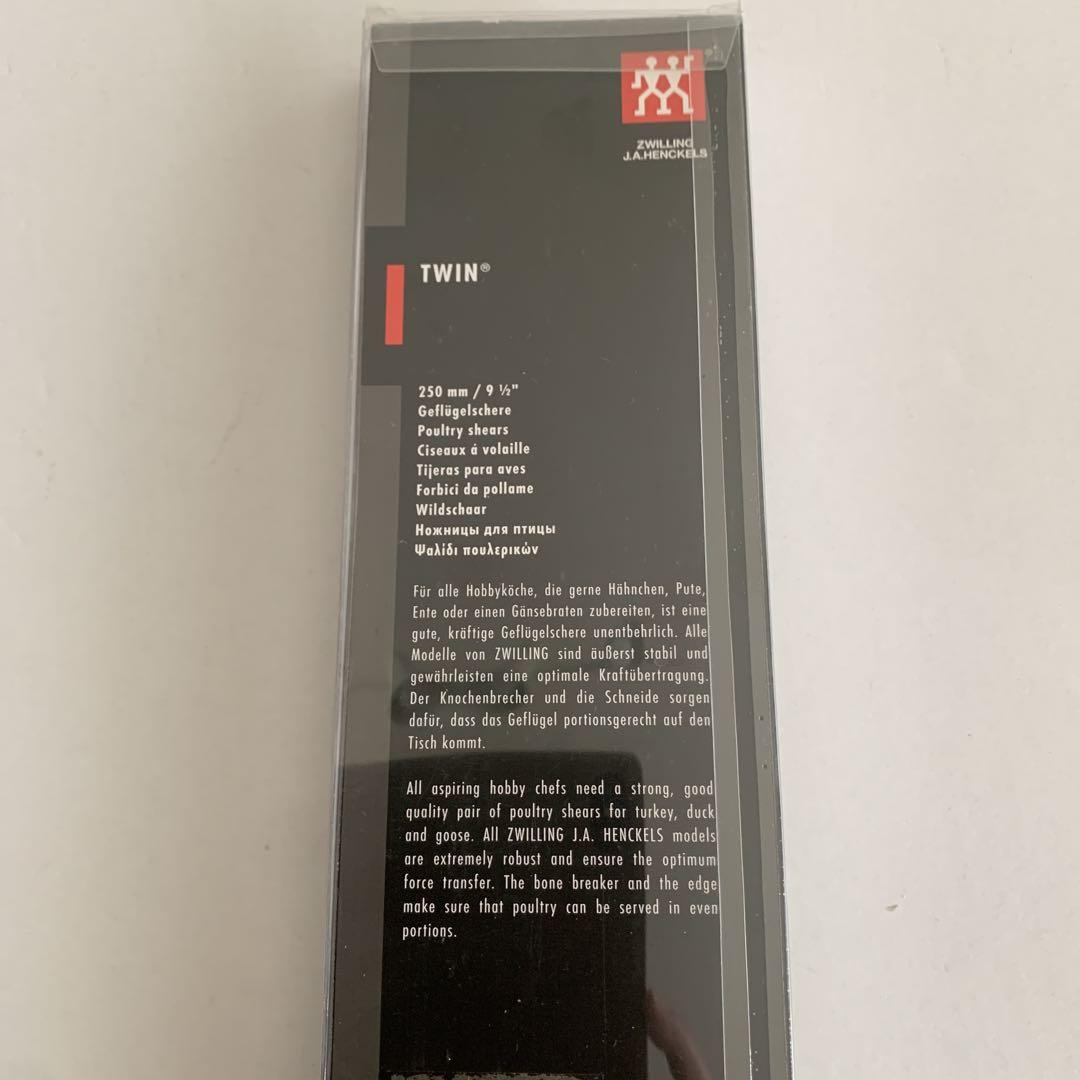 ZWILLING
J.A.HENCKELS
TWIN®
250 mm / 9 ½"
Geflügelschere
Poultry shears
Ciseaux á volaille
Tijeras para aves
Forbici da pollame
Wildschaar
Ножницы для птицы
Ψαλίδι πουλερικών
Für alle Hobbyköche, die gerne Hähnchen, Pute,
Ente oder einen Gänsebraten zubereiten, ist eine
gute, kräftige Geflügelschere unentbehrlich. Alle
Modelle von ZWILLING sind äußerst stabil und
gewährleisten eine optimale Kraftübertragung.
Der Knochenbrecher und die Schneide sorgen
dafür, dass das Geflügel portionsgerecht auf den
Tisch kommt.
All aspiring hobby chefs need a strong, good
quality pair of poultry shears for turkey, duck
and goose. All ZWILLING J.A. HENCKELS models
are extremely robust and ensure the optimum
force transfer. The bone breaker and the edge
make sure that poultry can be served in even
portions.